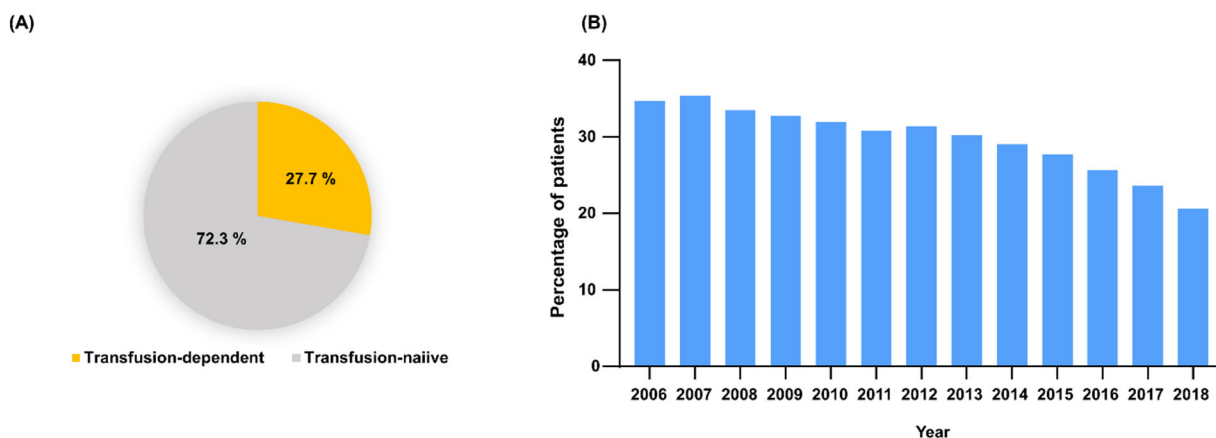 (A)
27.7 %
72.3 %
Transfusion-dependent Transfusion-naiive
(B)
Percentage of patients
40
30
20
10
0
2006 2007 2008 2009 2010 2011 2012 2013 2014 2015 2016 2017 2018
Year